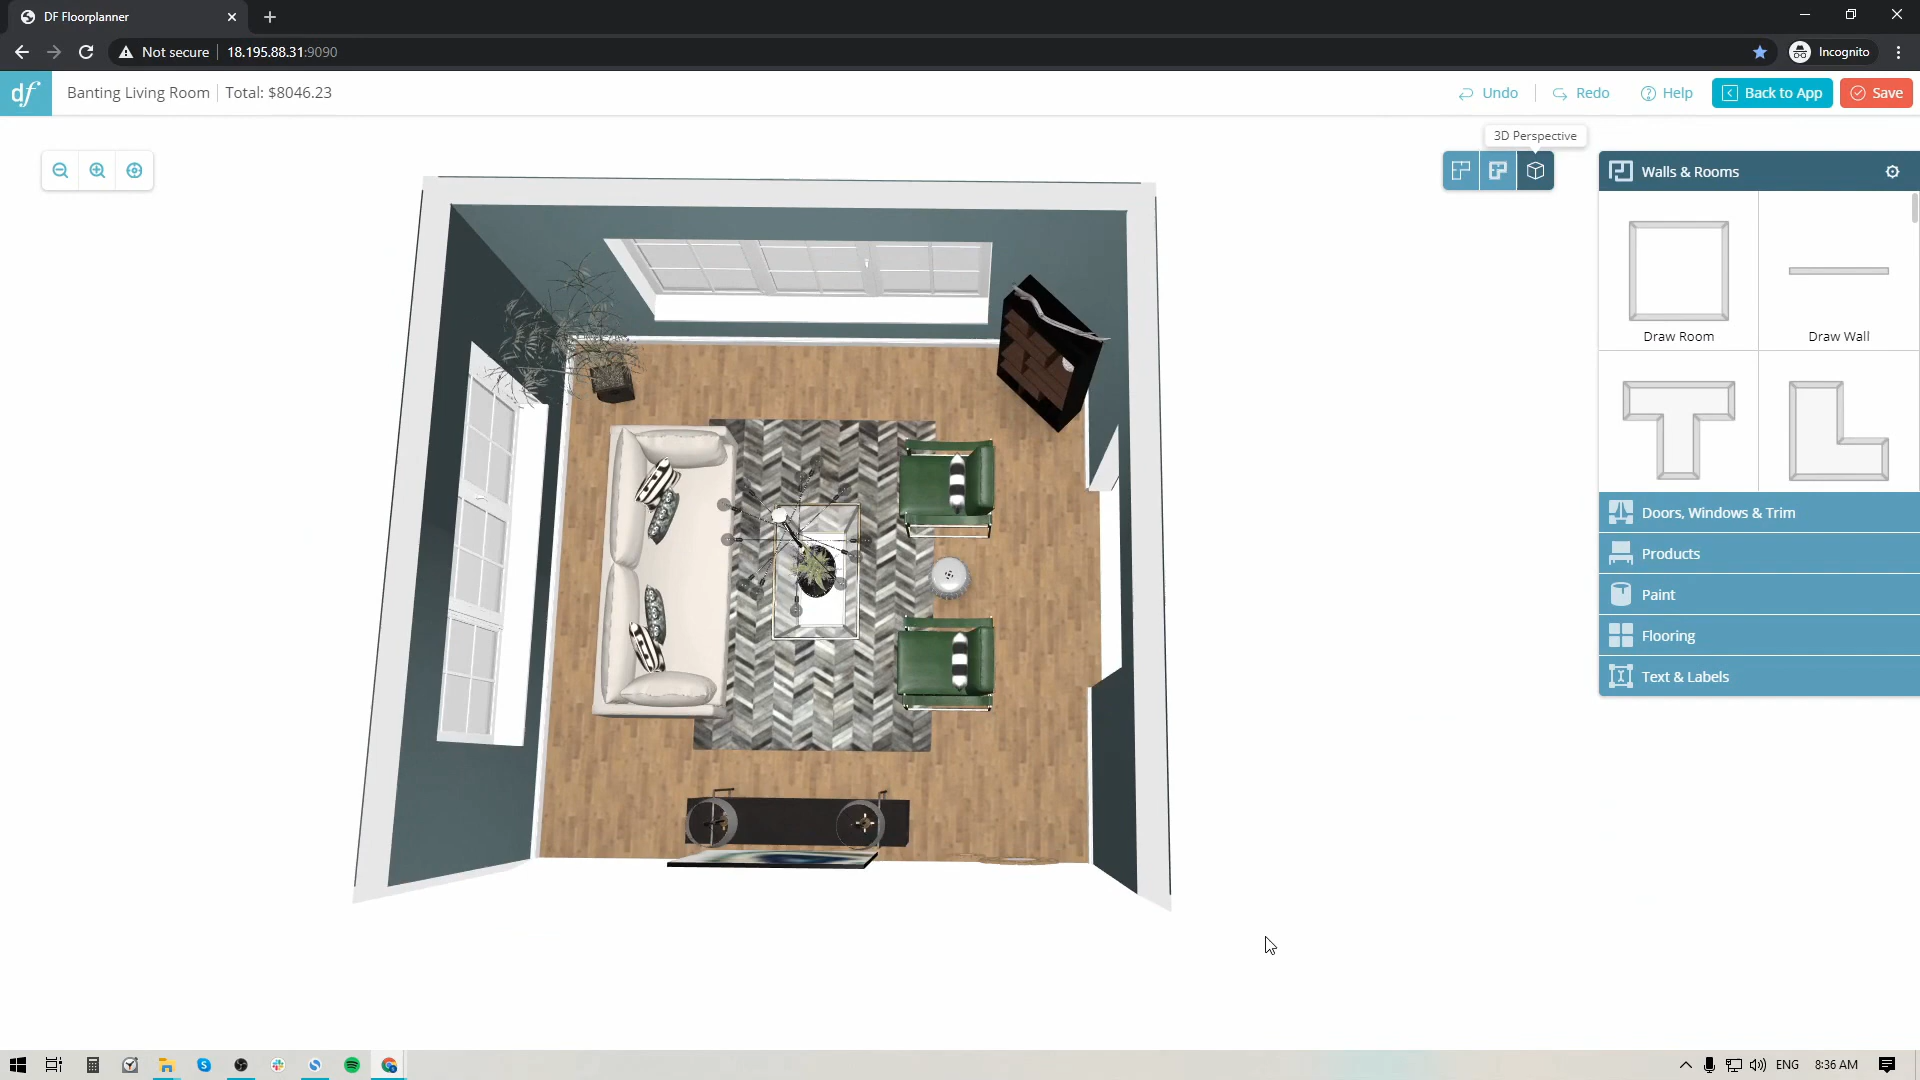 DF Floorplanner
Not secure
18.195.88.31:9090
Incognito
df
Banting Living Room
Total: $8046.23
Undo
Redo
Help
Back to App
Save
3D Perspective
Walls & Rooms
Draw Room
Draw Wall
Doors, Windows & Trim
Products
Paint
Flooring
Text & Labels
ENG
8:36 AM